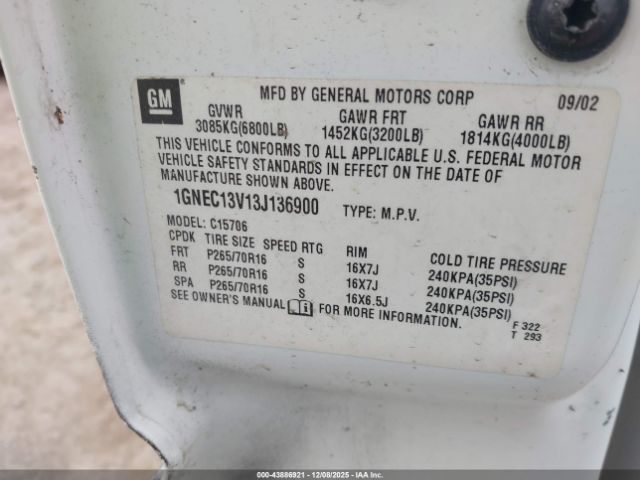 GM
MFD BY GENERAL MOTORS CORP 09/02
GVWR GAWR FRT GAWR RR
3085KG(6800LB) 1452KG(3200LB) 1814KG(4000LB)
THIS VEHICLE CONFORMS TO ALL APPLICABLE U.S. FEDERAL MOTOR
VEHICLE SAFETY STANDARDS IN EFFECT ON THE DATE OF
MANUFACTURE SHOWN ABOVE.
1GNEC13V13J136900 TYPE: M.P.V.
MODEL: C15706
CPDK TIRE SIZE SPEED RTG RIM COLD TIRE PRESSURE
FRT P265/70R16 S 16X7J 240KPA(35PSI)
RR P265/70R16 S 16X7J 240KPA(35PSI)
SPA P265/70R16 S 16X6.5J 240KPA(35PSI)
SEE OWNER'S MANUAL FOR MORE INFORMATION.
F 322
T 293
000-43886921 - 12/08/2025 - IAAI.COM